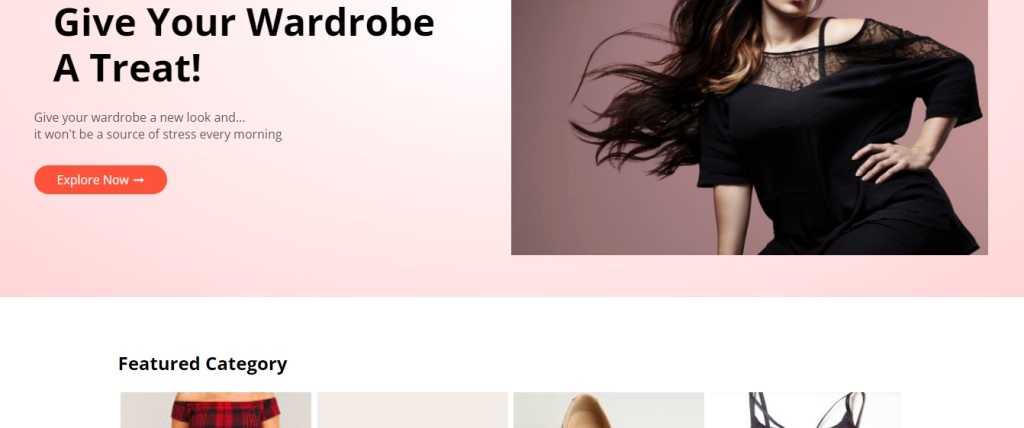 Give Your Wardrobe
A Treat!
Give your wardrobe a new look and...
it won't be a source of stress every morning
Explore Now →
Featured Category